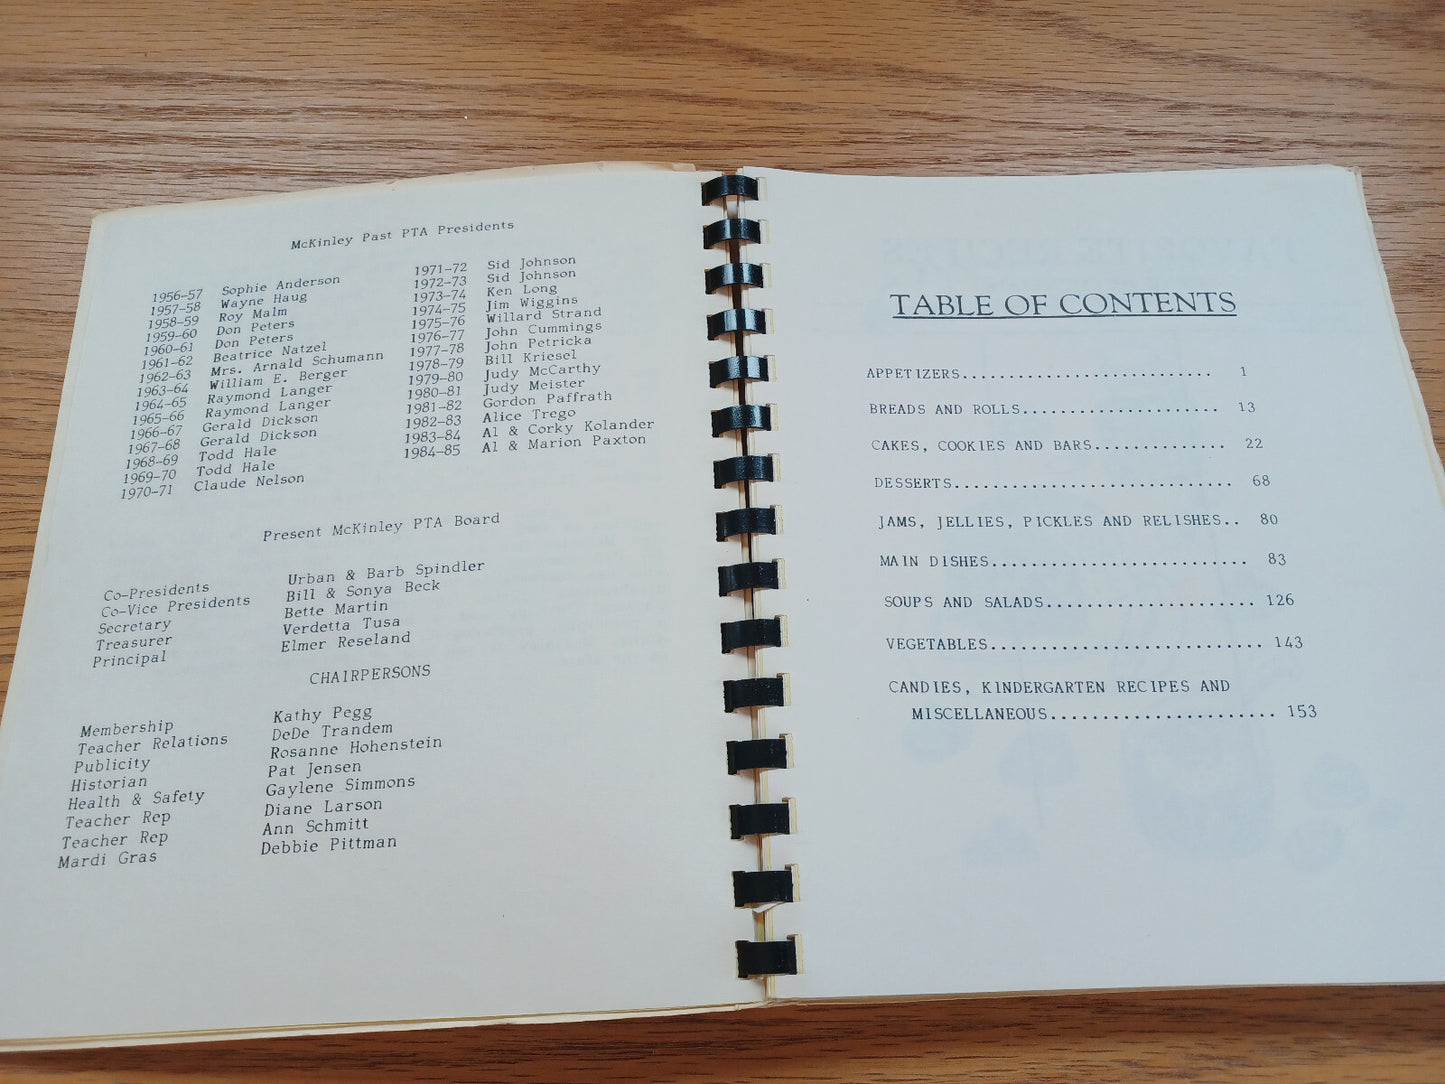 McKinley Past PTA Presidents
1956-57 Sophie Anderson
1957-58 Wayne Haug
1958-59 Roy Malm
1959-60 Don Peters
1960-61 Don Peters
1961-62 Beatrice Natzel
1962-63 Mrs. Arnald Schumann
1963-64 William E. Berger
1964-65 Raymond Langer
1965-66 Raymond Langer
1966-67 Gerald Dickson
1967-68 Gerald Dickson
1968-69 Todd Hale
1969-70 Todd Hale
1970-71 Claude Nelson
1971-72 Sid Johnson
1972-73 Sid Johnson
1973-74 Ken Long
1974-75 Jim Wiggins
1975-76 Willard Strand
1976-77 John Cummings
1977-78 John Petricka
1978-79 Bill Kriesel
1979-80 Judy McCarthy
1980-81 Judy Meister
1981-82 Gordon Paffrath
1982-83 Alice Trego
1983-84 Al & Corky Kolander
1984-85 Al & Marion Paxton
Present McKinley PTA Board
Co-Presidents Urban & Barb Spindler
Co-Vice Presidents Bill & Sonya Beck
Secretary Bette Martin
Treasurer Verdetta Tusa
Principal Elmer Reseland
CHAIRPERSONS
Membership Kathy Pegg
Teacher Relations DeDe Trandem
Publicity Rosanne Hohenstein
Historian Pat Jensen
Health & Safety Gaylene Simmons
Teacher Rep Diane Larson
Teacher Rep Ann Schmitt
Mardi Gras Debbie Pittman
TABLE OF CONTENTS
APPETIZERS.......................... 1
BREADS AND ROLLS..................... 13
CAKES, COOKIES AND BARS.............. 22
DESSERTS............................. 68
JAMS, JELLIES, PICKLES AND RELISHES.. 80
MAIN DISHES.......................... 83
SOUPS AND SALADS..................... 126
VEGETABLES........................... 143
CANDIES, KINDERGARTEN RECIPES AND
MISCELLANEOUS....................... 153